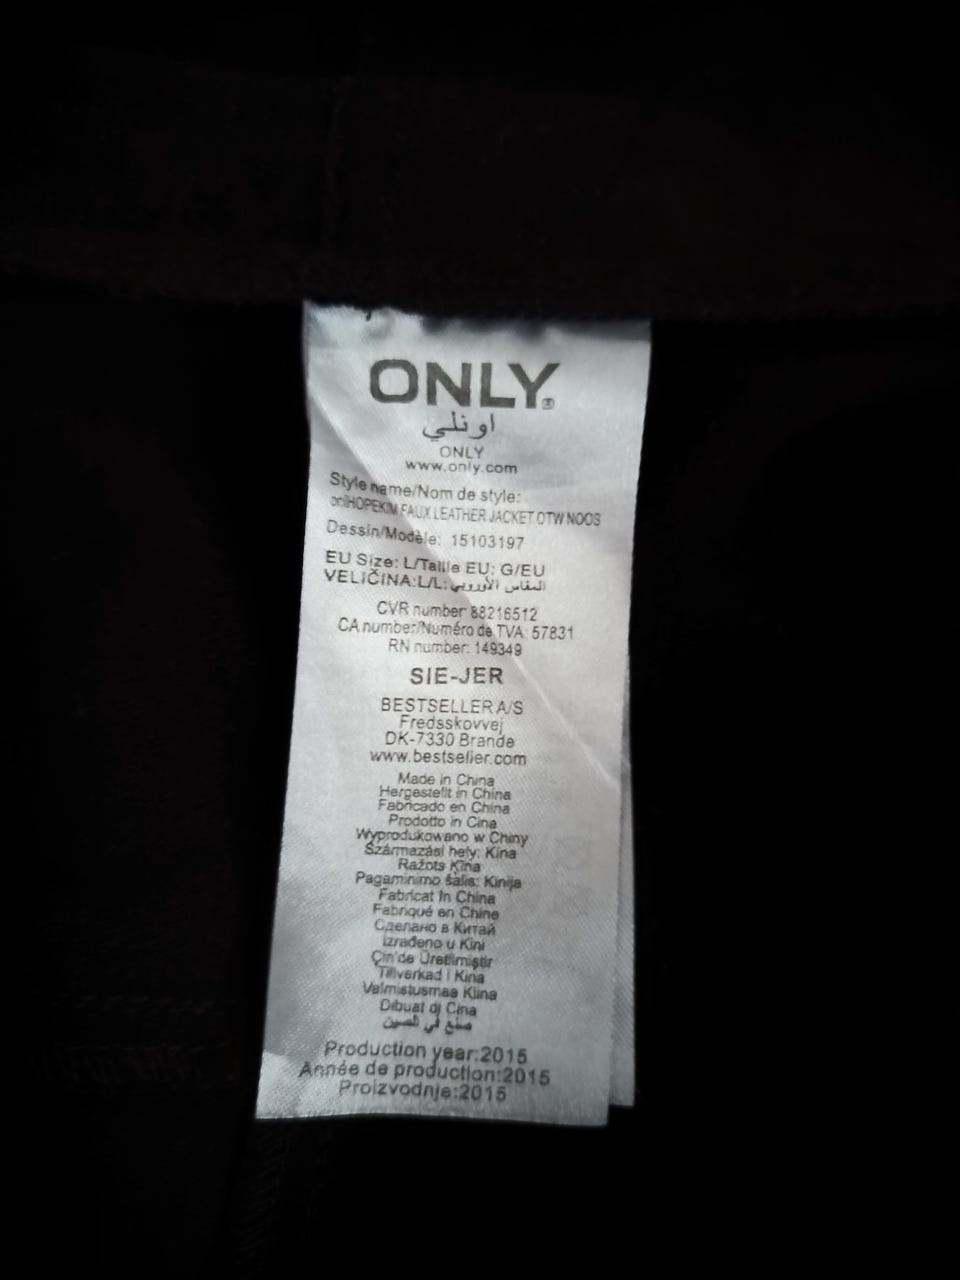 ONLY®
اونلي
ONLY
www.only.com
Style name/Nom de style:
onlHOPEKIM FAUX LEATHER JACKET OTW NOOS
Dessin/Modèle: 15103197
EU Size: L/Taille EU: G/EU
VELIČINA:L/L:المقاس الأوروبي
CVR number 88216512
CA number/Numéro de TVA: 57831
RN number: 149349
SIE-JER
BESTSELLER A/S
Fredsskovvej
DK-7330 Brande
www.bestseller.com
Made in China
Hergestellt in China
Fabricado en China
Prodotto in Cina
Wyprodukowano w Chiny
Származási hely: Kína
Ražots Ķīna
Pagaminimo šalis: Kinija
Fabricat în China
Fabriqué en Chine
Сделано в Китай
Izrađeno u Kini
Çin'de Üretilmiştir
Tillverkad i Kina
Valmistusmaa Kiina
Dibuat di Cina
صنع في الصين
Production year:2015
Année de production:2015
Proizvodnje:2015